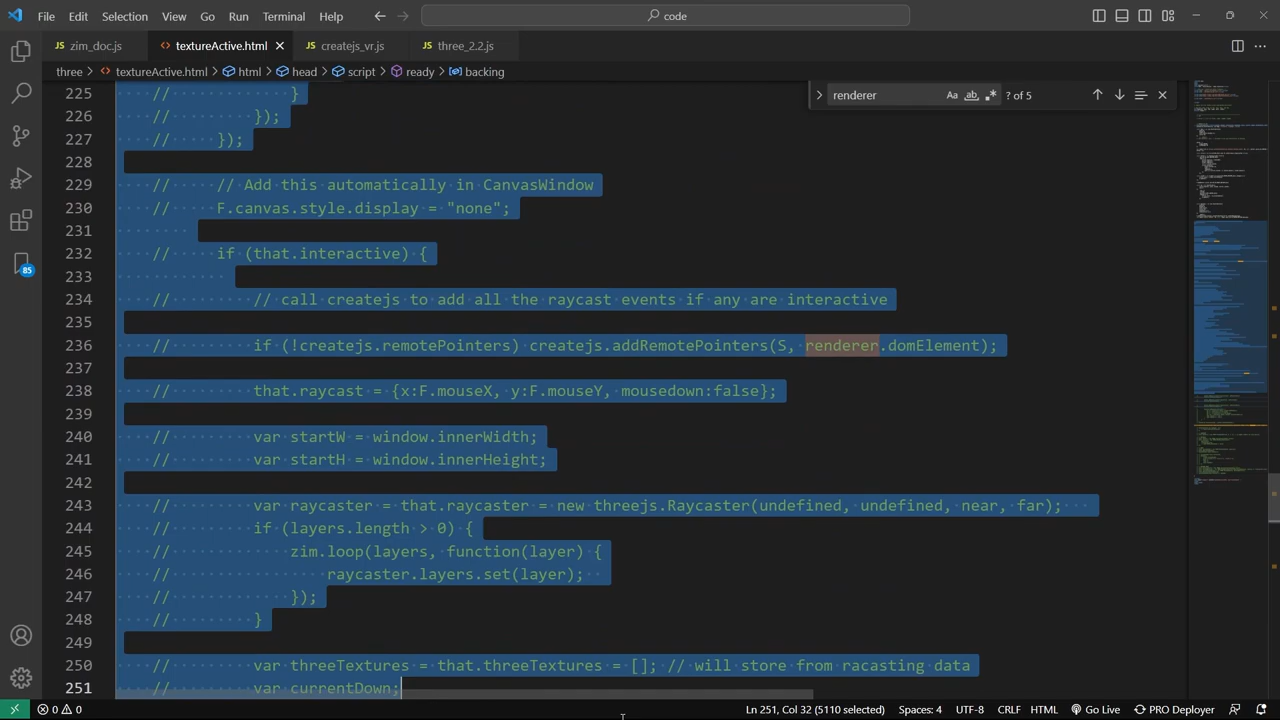 File Edit Selection View Go Run Terminal Help
code
zim_doc.js textureActive.html createjs_vr.js three_2.2.js
three > textureActive.html > html > head > script > ready > backing
renderer ab ? of 5
225 // }
226 // });
227 // });
228
229 // // Add this automatically in CanvasWindow
230 // F.canvas.style.display = "none"
231
232 // if (that.interactive) {
233
234 // // call createjs to add all the raycast events if any are interactive
235
236 // if (!createjs.remotePointers) createjs.addRemotePointers(S, renderer.domElement);
237
238 // that.raycast = {x:F.mouseX, y:F.mouseY, mousedown:false};
239
240 // var startW = window.innerWidth;
241 // var startH = window.innerHeight;
242
243 // var raycaster = that.raycaster = new threejs.Raycaster(undefined, undefined, near, far);
244 // if (layers.length > 0) {
245 // zim.loop(layers, function(layer) {
246 // raycaster.layers.set(layer);
247 // });
248 // }
249
250 // var threeTextures = that.threeTextures = []; // will store from racasting data
251 // var currentDown;
85
0 0 Ln 251, Col 32 (5110 selected) Spaces: 4 UTF-8 CRLF HTML Go Live PRO Deployer